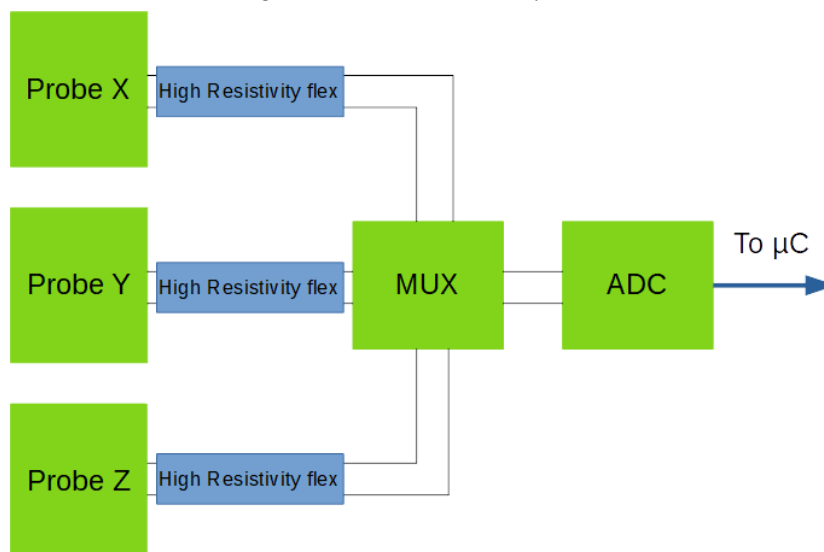 Probe X
High Resistivity flex
Probe Y
High Resistivity flex
MUX
ADC
To µC
Probe Z
High Resistivity flex